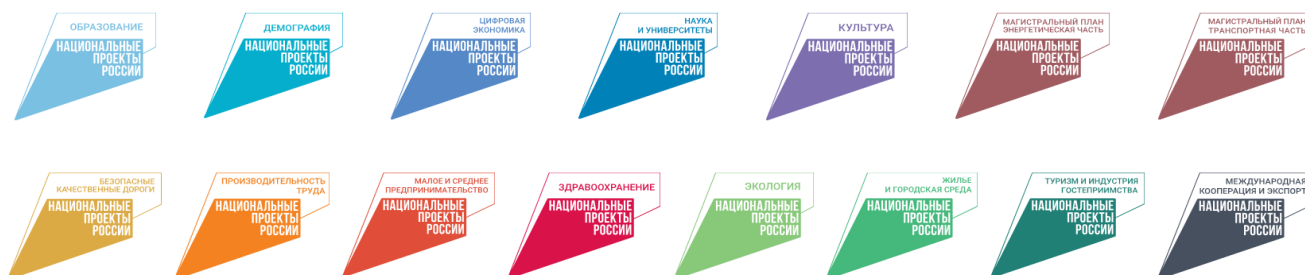 ОБРАЗОВАНИЕ
НАЦИОНАЛЬНЫЕ
ПРОЕКТЫ
РОССИИ
ДЕМОГРАФИЯ
НАЦИОНАЛЬНЫЕ
ПРОЕКТЫ
РОССИИ
ЦИФРОВАЯ
ЭКОНОМИКА
НАЦИОНАЛЬНЫЕ
ПРОЕКТЫ
РОССИИ
НАУКА
И УНИВЕРСИТЕТЫ
НАЦИОНАЛЬНЫЕ
ПРОЕКТЫ
РОССИИ
КУЛЬТУРА
НАЦИОНАЛЬНЫЕ
ПРОЕКТЫ
РОССИИ
МАГИСТРАЛЬНЫЙ ПЛАН
ЭНЕРГЕТИЧЕСКАЯ ЧАСТЬ
НАЦИОНАЛЬНЫЕ
ПРОЕКТЫ
РОССИИ
МАГИСТРАЛЬНЫЙ ПЛАН
ТРАНСПОРТНАЯ ЧАСТЬ
НАЦИОНАЛЬНЫЕ
ПРОЕКТЫ
РОССИИ
БЕЗОПАСНЫЕ
КАЧЕСТВЕННЫЕ ДОРОГИ
НАЦИОНАЛЬНЫЕ
ПРОЕКТЫ
РОССИИ
ПРОИЗВОДИТЕЛЬНОСТЬ
ТРУДА
НАЦИОНАЛЬНЫЕ
ПРОЕКТЫ
РОССИИ
МАЛОЕ И СРЕДНЕЕ
ПРЕДПРИНИМАТЕЛЬСТВО
НАЦИОНАЛЬНЫЕ
ПРОЕКТЫ
РОССИИ
ЗДРАВООХРАНЕНИЕ
НАЦИОНАЛЬНЫЕ
ПРОЕКТЫ
РОССИИ
ЭКОЛОГИЯ
НАЦИОНАЛЬНЫЕ
ПРОЕКТЫ
РОССИИ
ЖИЛЬЕ
И ГОРОДСКАЯ СРЕДА
НАЦИОНАЛЬНЫЕ
ПРОЕКТЫ
РОССИИ
ТУРИЗМ И ИНДУСТРИЯ
ГОСТЕПРИИМСТВА
НАЦИОНАЛЬНЫЕ
ПРОЕКТЫ
РОССИИ
МЕЖДУНАРОДНАЯ
КООПЕРАЦИЯ И ЭКСПОРТ
НАЦИОНАЛЬНЫЕ
ПРОЕКТЫ
РОССИИ